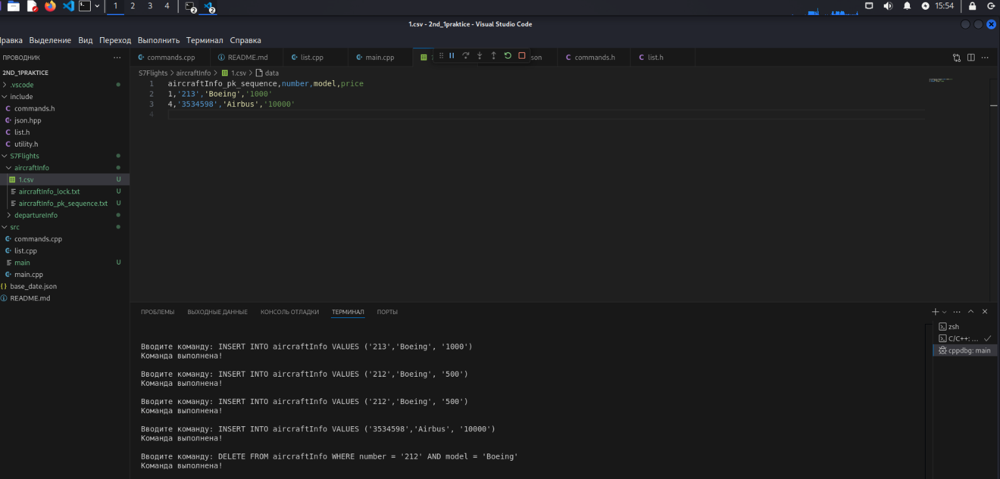 1 2 3 4 2 2 15:54
1.csv - 2nd_1praktice - Visual Studio Code
Выделение Вид Переход Выполнить Терминал Справка
ПРОВОДНИК
commands.cpp README.md list.cpp main.cpp commands.h list.h
2ND_1PRAKTICE
.vscode
include
commands.h
json.hpp
list.h
utility.h
S7Flights
aircraftInfo
1.csv U
aircraftInfo_lock.txt U
aircraftInfo_pk_sequence.txt U
departureInfo
src
commands.cpp
list.cpp
main U
main.cpp
base_date.json
README.md
S7Flights > aircraftInfo > 1.csv > data
1 aircraftInfo_pk_sequence,number,model,price
2 1,'213','Boeing','1000'
3 4,'3534598','Airbus','10000'
4
ПРОБЛЕМЫ ВЫХОДНЫЕ ДАННЫЕ КОНСОЛЬ ОТЛАДКИ ТЕРМИНАЛ ПОРТЫ
Вводите команду: INSERT INTO aircraftInfo VALUES ('213','Boeing', '1000')
Команда выполнена!
Вводите команду: INSERT INTO aircraftInfo VALUES ('212','Boeing', '500')
Команда выполнена!
Вводите команду: INSERT INTO aircraftInfo VALUES ('212','Boeing', '500')
Команда выполнена!
Вводите команду: INSERT INTO aircraftInfo VALUES ('3534598','Airbus', '10000')
Команда выполнена!
Вводите команду: DELETE FROM aircraftInfo WHERE number = '212' AND model = 'Boeing'
Команда выполнена!
zsh
C/C++: ...
cppdbg: main